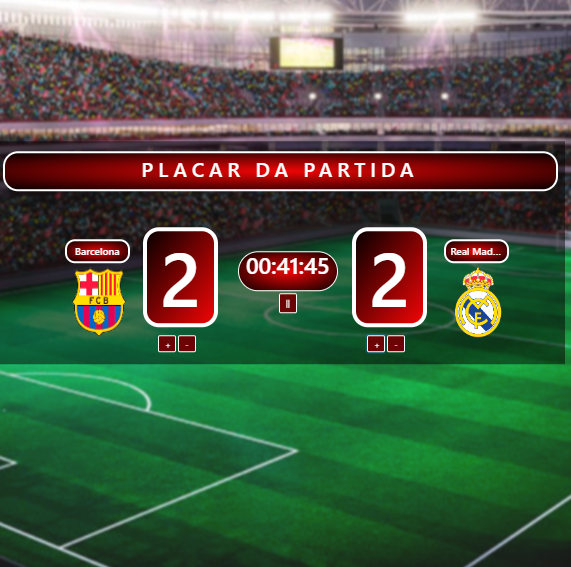 PLACAR DA PARTIDA
Barcelona
2
00:41:45
2
Real Mad...
FCB
II
+ -
+ -